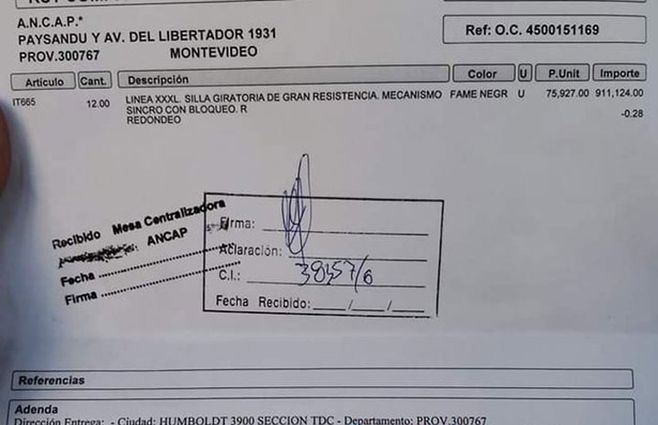 A.N.C.A.P.*
PAYSANDU Y AV. DEL LIBERTADOR 1931
PROV.300767 MONTEVIDEO
Ref: O.C. 4500151169
Artículo Cant. Descripción Color U P.Unit Importe
IT665 12.00 LINEA XXXL. SILLA GIRATORIA DE GRAN RESISTENCIA. MECANISMO FAME NEGR U 75,927.00 911,124.00
SINCRO CON BLOQUEO. R -0.28
REDONDEO
Recibido Mesa Centralizadora
ANCAP
Fecha
Firma
Firma:
Aclaración:
C.I.:
Fecha Recibido: ___/___/___
Referencias
Adenda
Dirección Entrega: - Ciudad: HUMBOLDT 3900 SECCION TDC - Departamento: PROV.300767